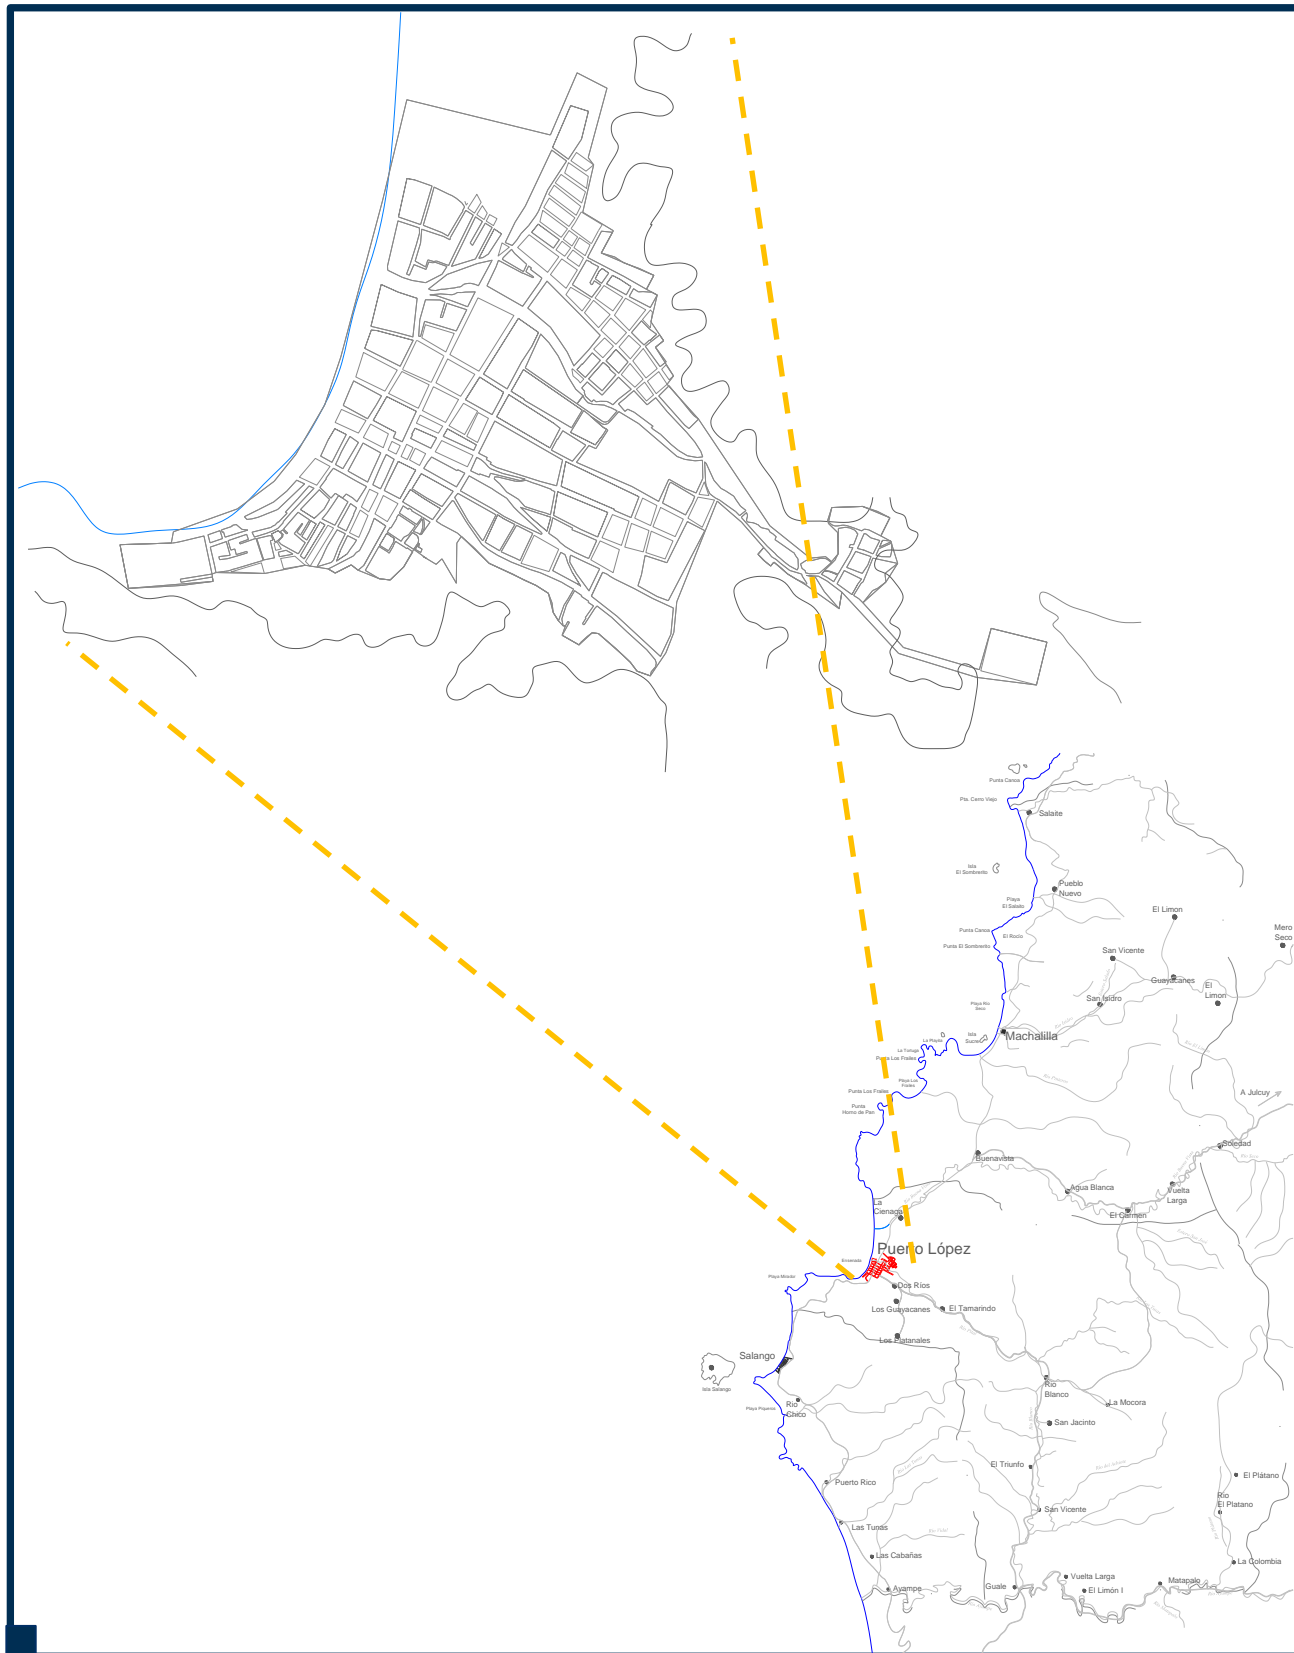 Punta Canoa
Pta. Cerro Viejo
Salaite
Isla
El Sombrerito
Pueblo
Nuevo
Playa
El Salaito
El Limon
Punta Canoa
El Rocio
Punta El Sombrerito
Mero
Seco
San Vicente
Guayacanes
El
Limon
San Isidro
Playa Rio
Seco
Machalilla
Isla
Sucre
La Playita
La Tortuga
Punta Los Frailes
Playa Los
Frailes
Punta Los Frailes
Punta
Horno de Pan
A Julcuy
Soledad
Buenavista
Agua Blanca
Vuelta
Larga
El Carmen
La
Cienaga
Puerto López
Ensenada
Dos Ríos
Los Guayacanes
El Tamarindo
Los Platanales
Salango
Isla Salango
Rio
Chico
Playa Piqueros
Rio
Blanco
La Mocora
San Jacinto
El Triunfo
El Plátano
Puerto Rico
Rio
El Platano
San Vicente
Las Tunas
Las Cabañas
La Colombia
Ayampe
Guale
Vuelta Larga
El Limón I
Matapalo